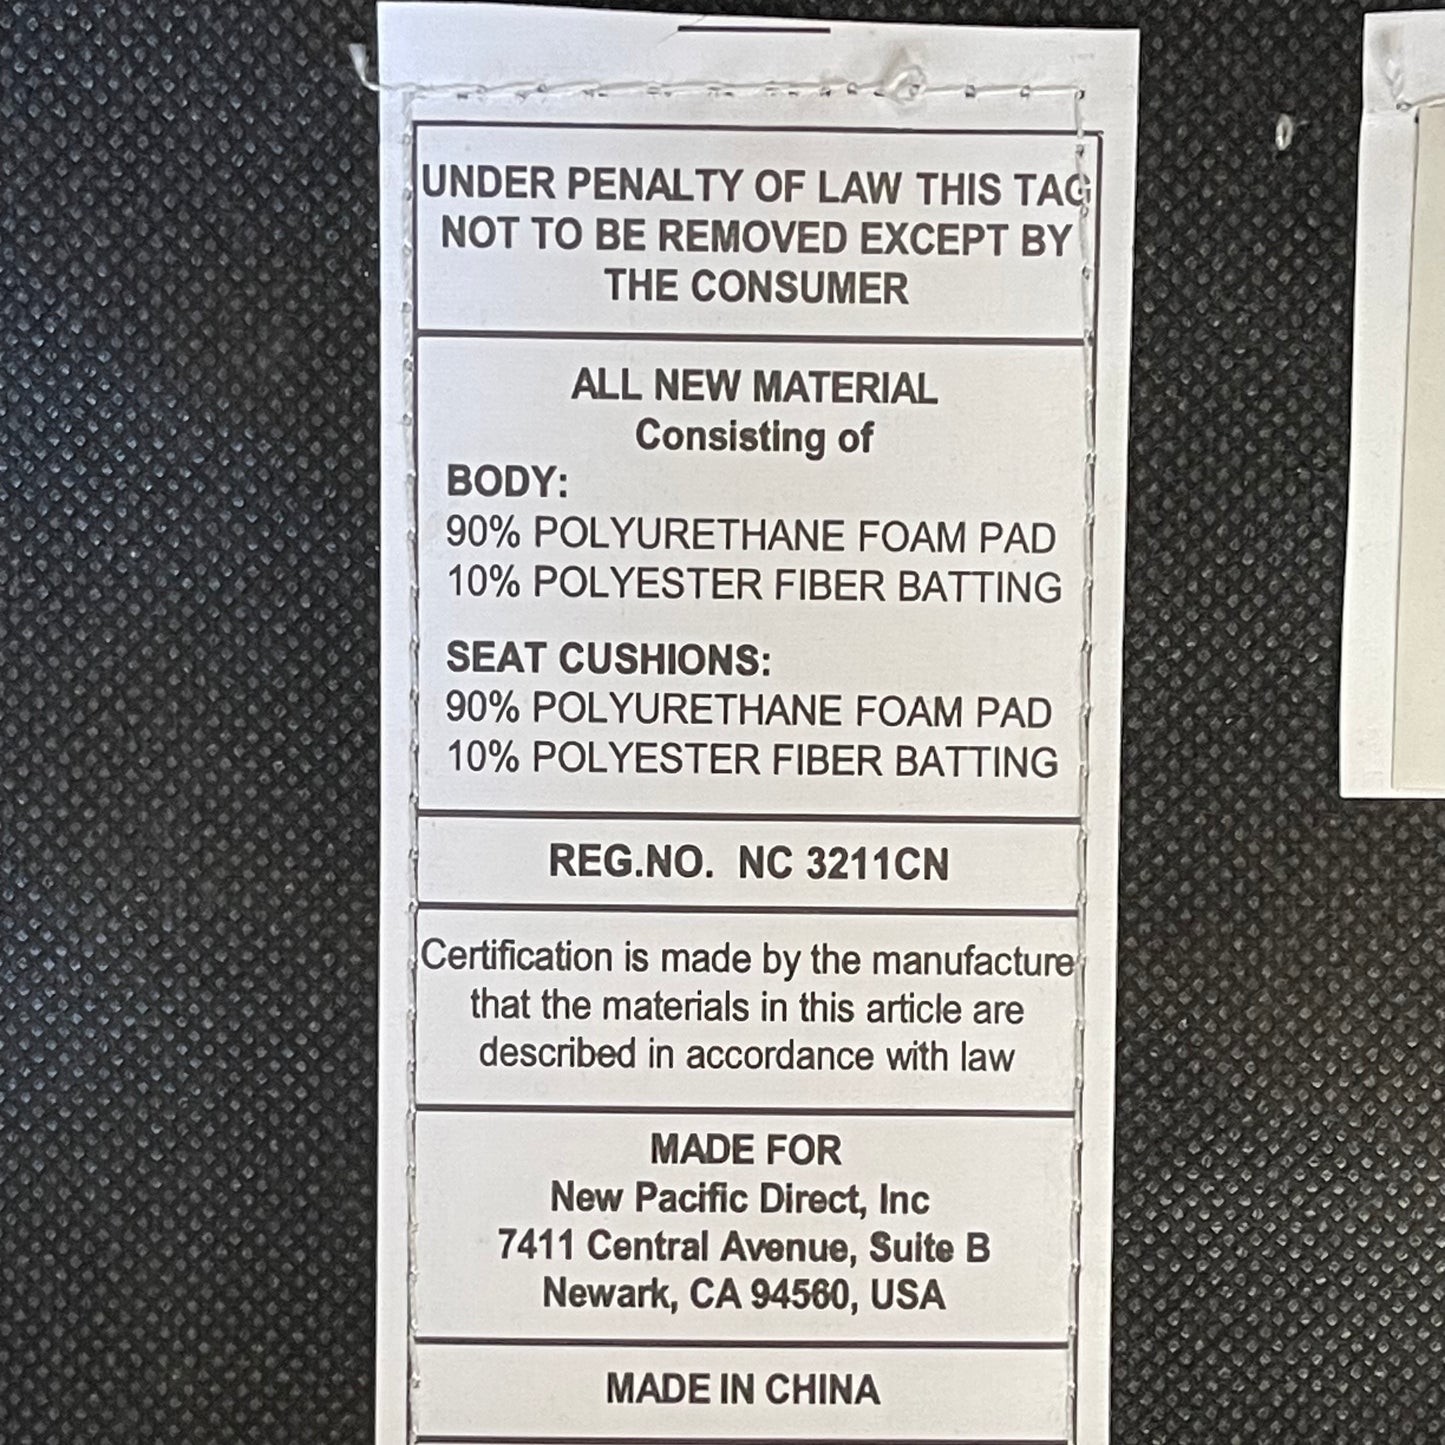 UNDER PENALTY OF LAW THIS TAG
NOT TO BE REMOVED EXCEPT BY
THE CONSUMER
ALL NEW MATERIAL
Consisting of
BODY:
90% POLYURETHANE FOAM PAD
10% POLYESTER FIBER BATTING
SEAT CUSHIONS:
90% POLYURETHANE FOAM PAD
10% POLYESTER FIBER BATTING
REG.NO. NC 3211CN
Certification is made by the manufacture
that the materials in this article are
described in accordance with law
MADE FOR
New Pacific Direct, Inc
7411 Central Avenue, Suite B
Newark, CA 94560, USA
MADE IN CHINA